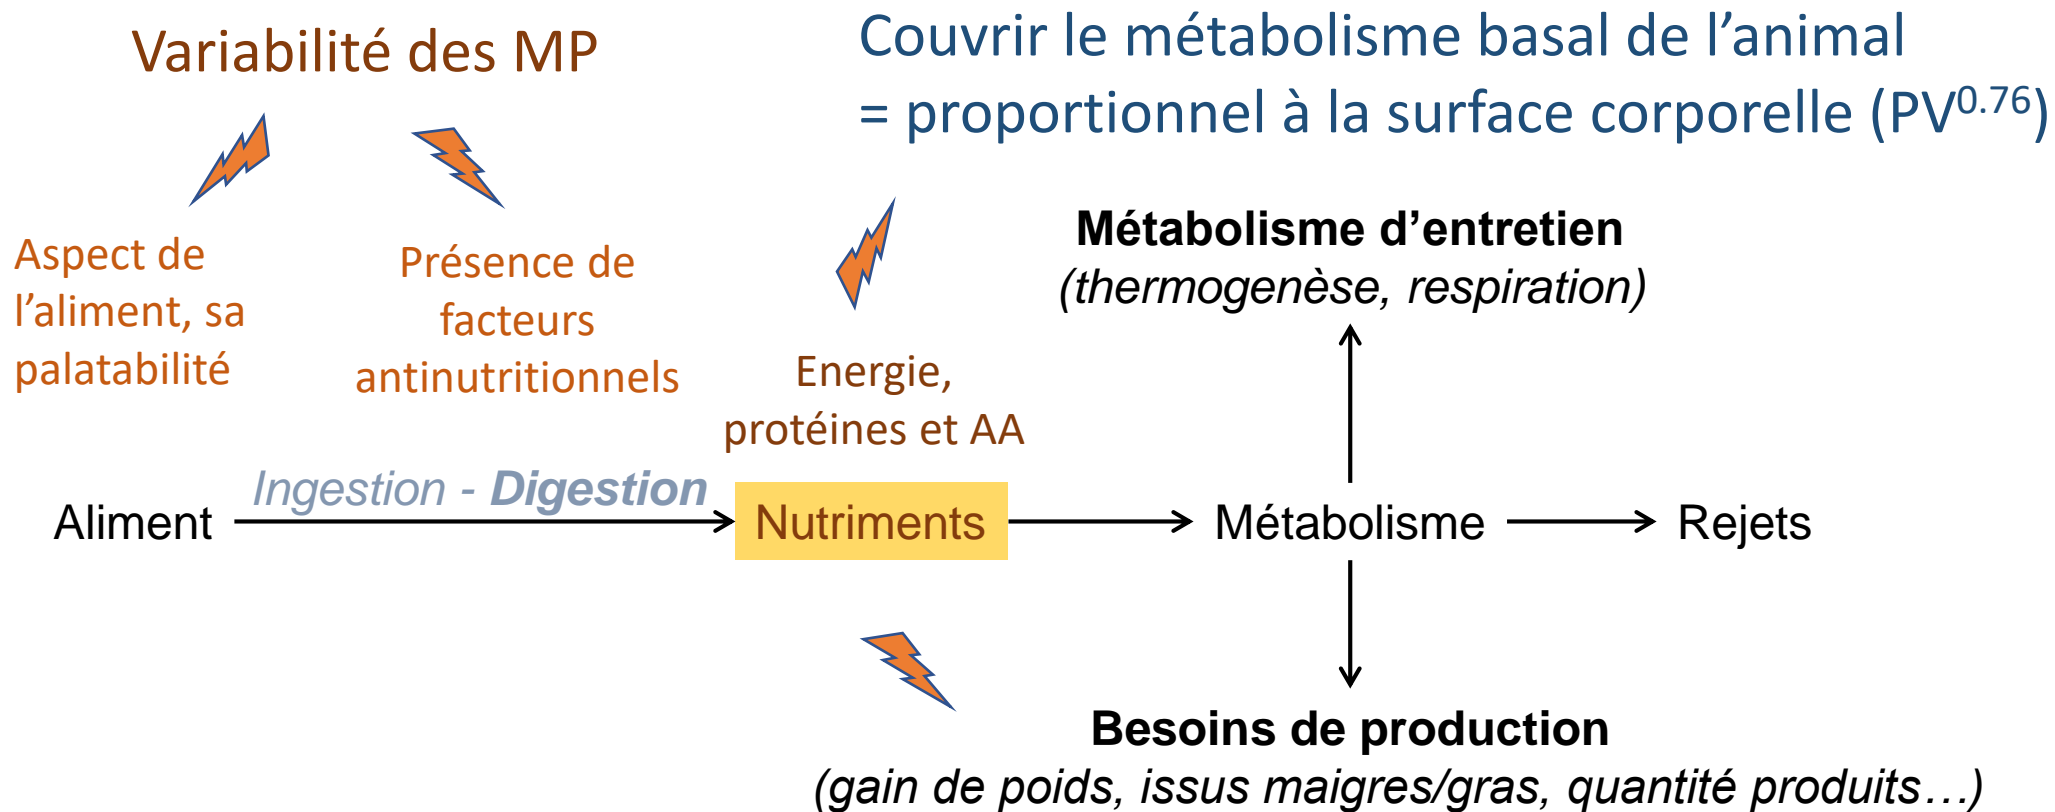 Variabilité des MP
Couvrir le métabolisme basal de l’animal
= proportionnel à la surface corporelle (PV^0.76)
Aspect de
l’aliment, sa
palatabilité
Présence de
facteurs
antinutritionnels
Energie,
protéines et AA
Métabolisme d’entretien
(thermogenèse, respiration)
Aliment
Ingestion - Digestion
Nutriments
Métabolisme
Rejets
Besoins de production
(gain de poids, issus maigres/gras, quantité produits…)